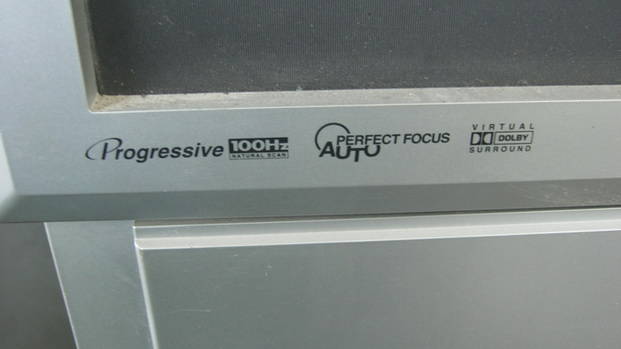 Progressive 100Hz
NATURAL SCAN
PERFECT FOCUS
AUTO
VIRTUAL
DOLBY
SURROUND